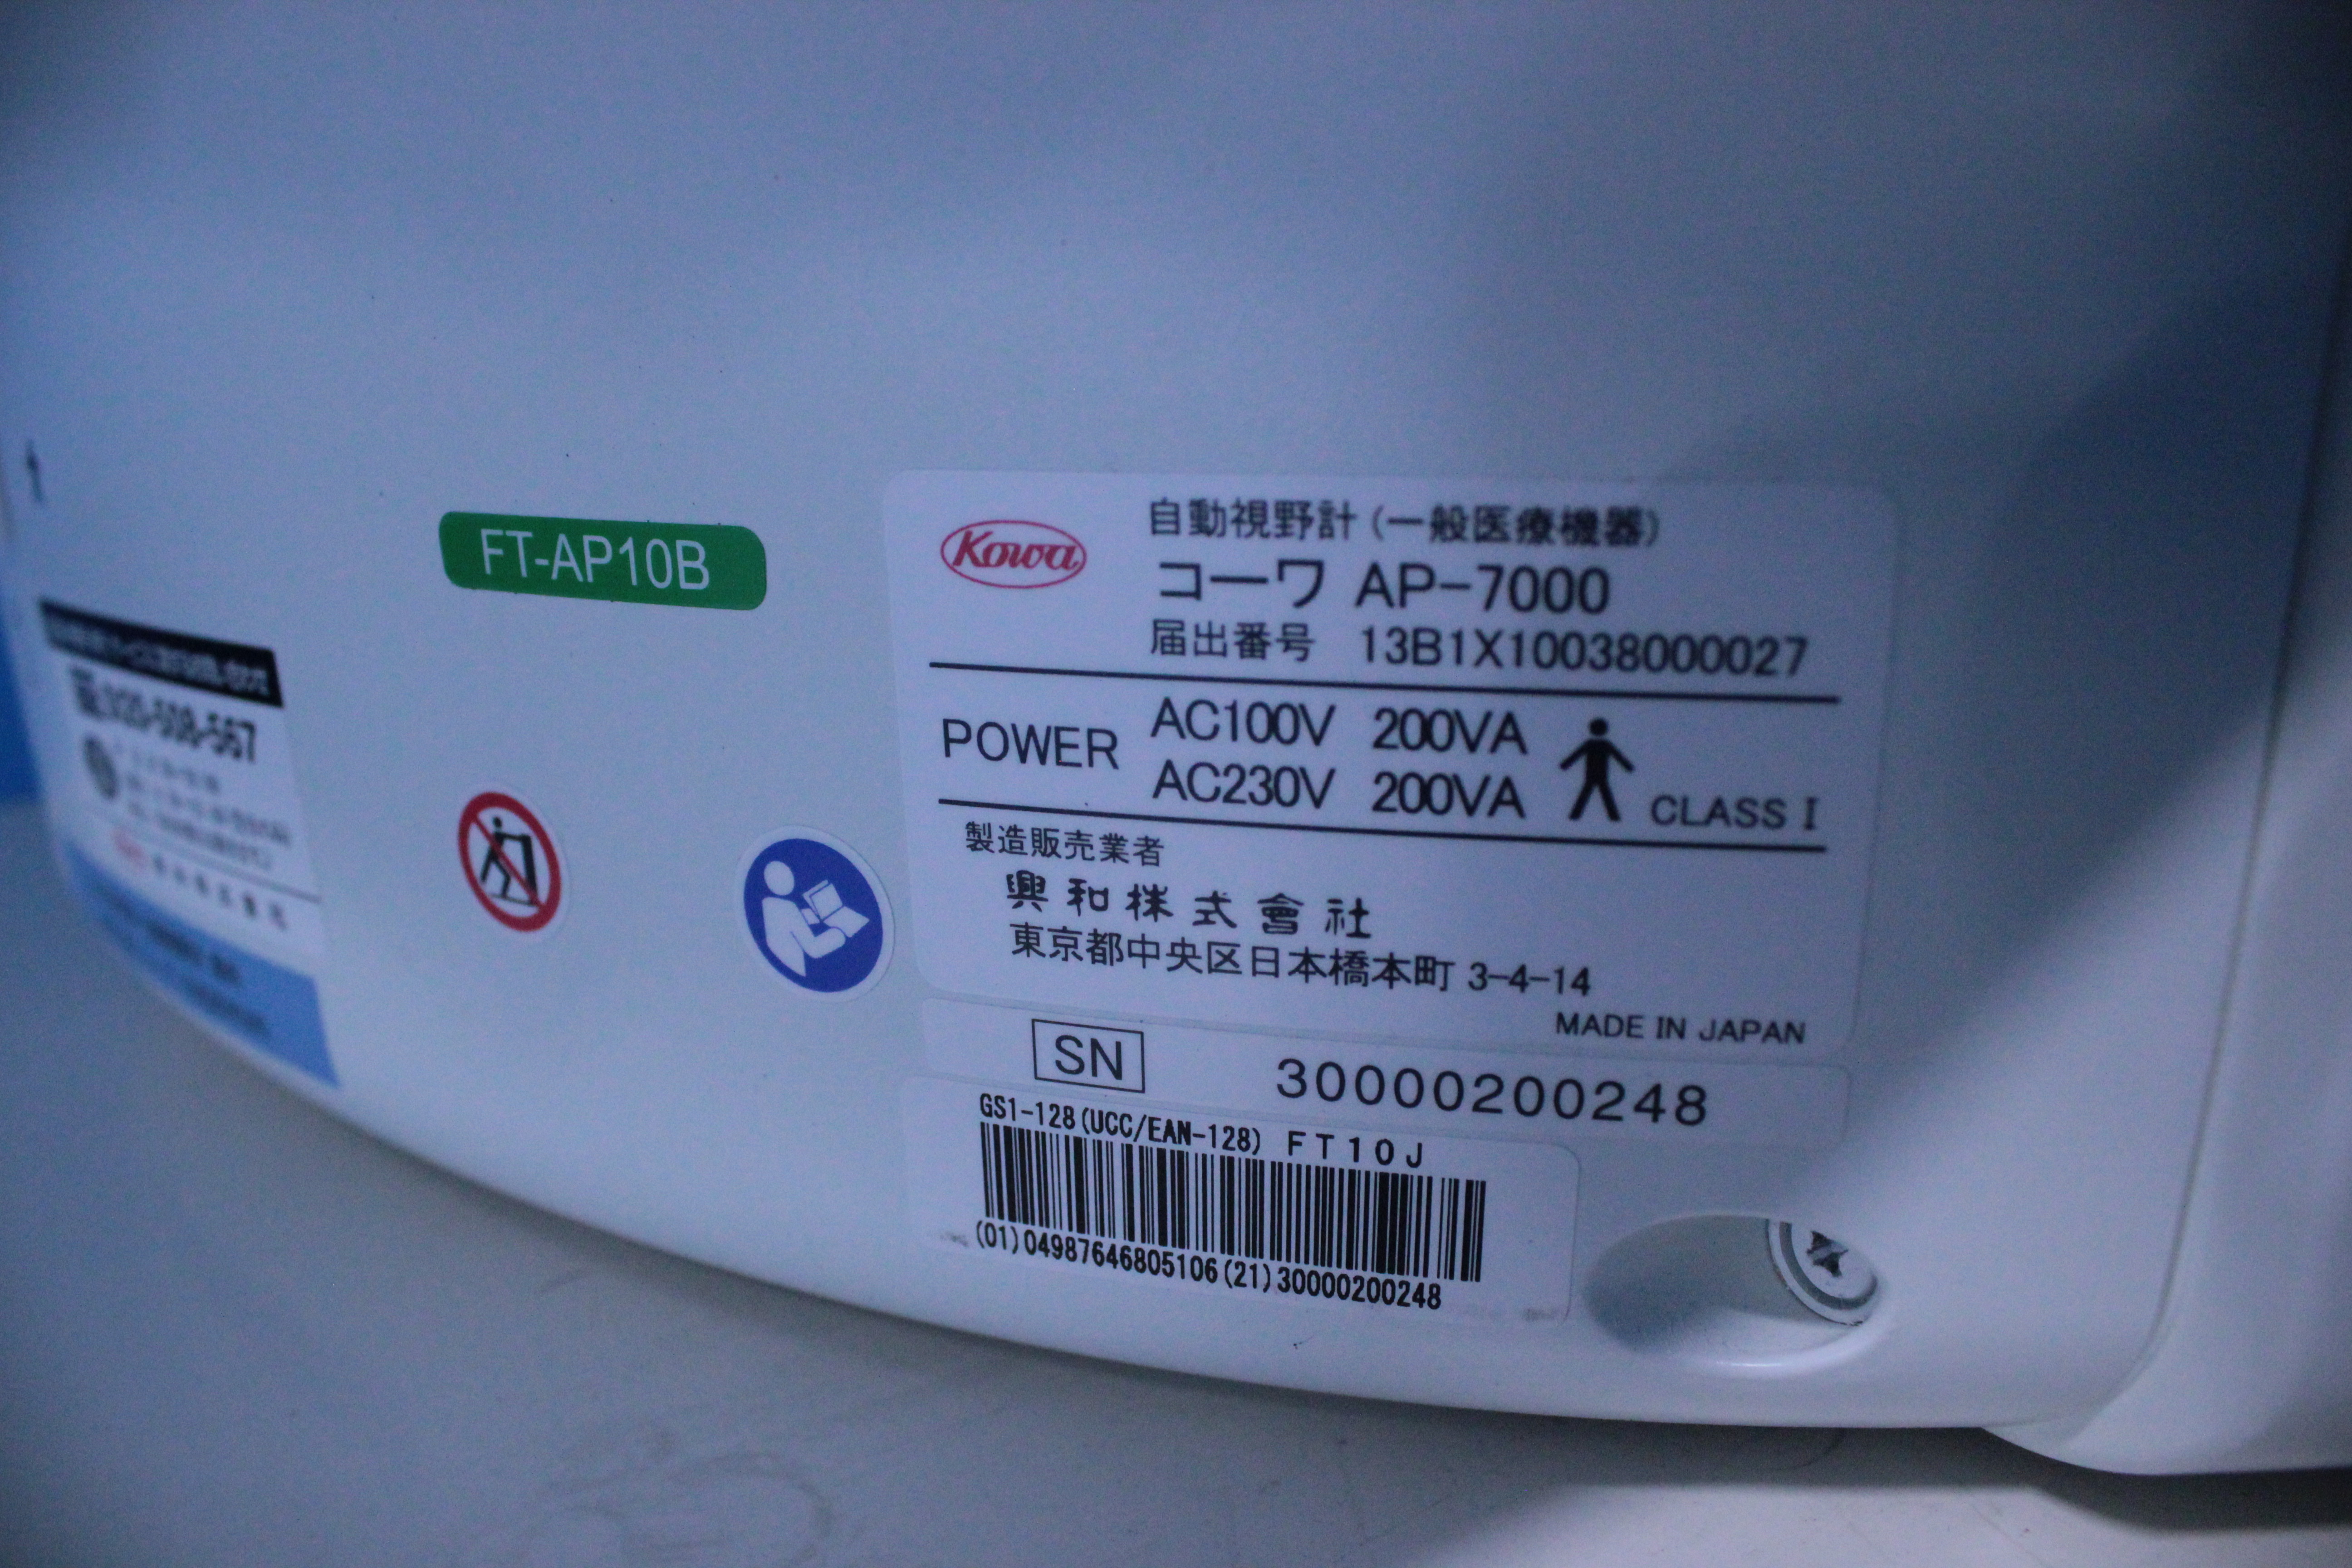 FT-AP10B
Kowa
自動視野計(一般医療機器)
コーワ AP-7000
届出番号 13B1X10038000027
POWER
AC100V 200VA
AC230V 200VA
CLASS I
製造販売業者
興和株式會社
東京都中央区日本橋本町 3-4-14
MADE IN JAPAN
SN 30000200248
GS1-128(UCC/EAN-128) FT10J
(01)04987646805106(21)30000200248